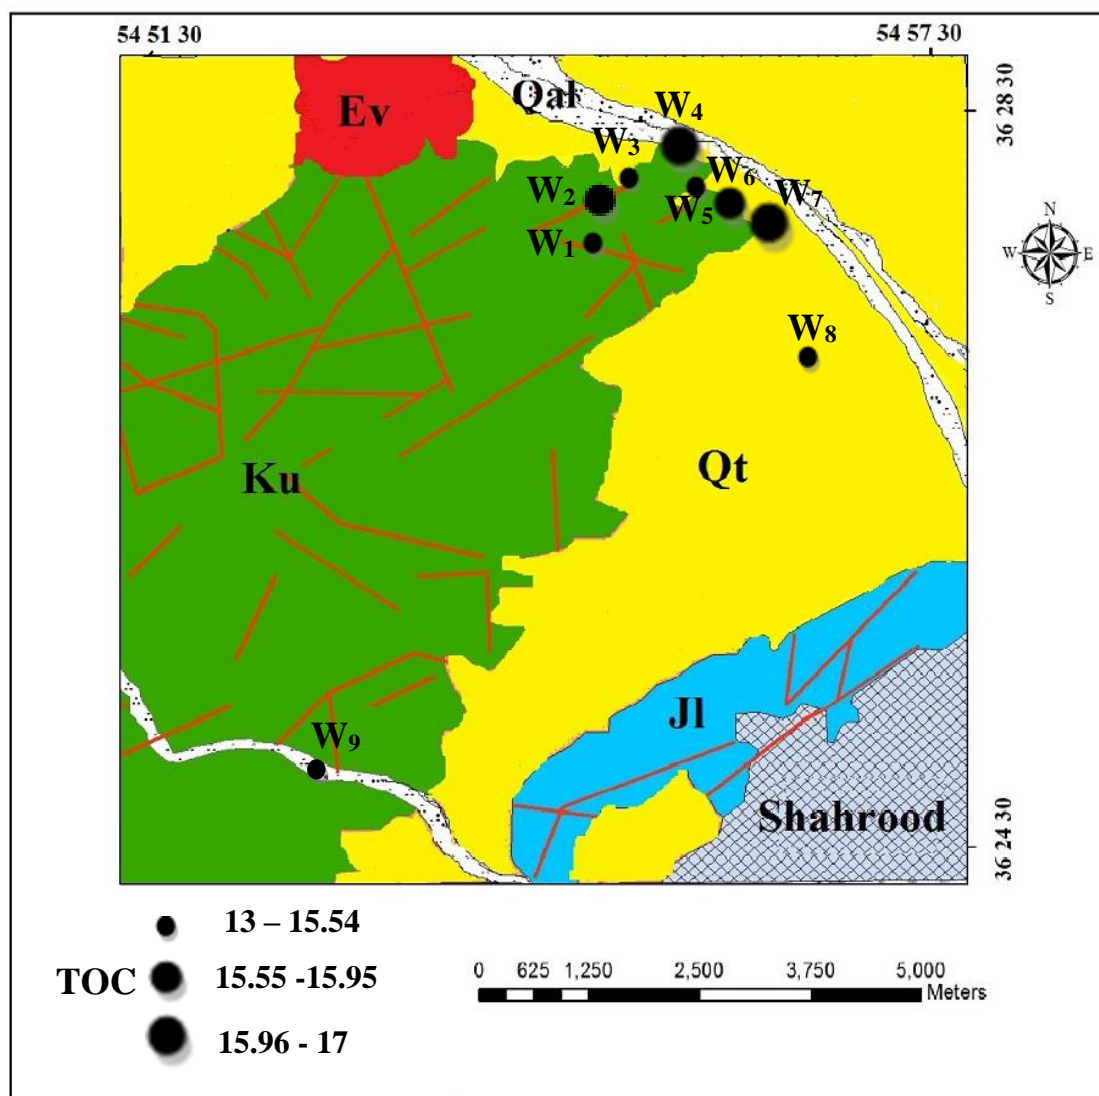 54 51 30 54 57 30
36 28 30
Ev
Qal
W4
W3
W6
W2
W5
W7
W1
N
W E
S
W8
Ku
Qt
Jl
W9
Shahrood
36 24 30
13 – 15.54
TOC 15.55 -15.95
15.96 - 17
0 625 1,250 2,500 3,750 5,000
Meters